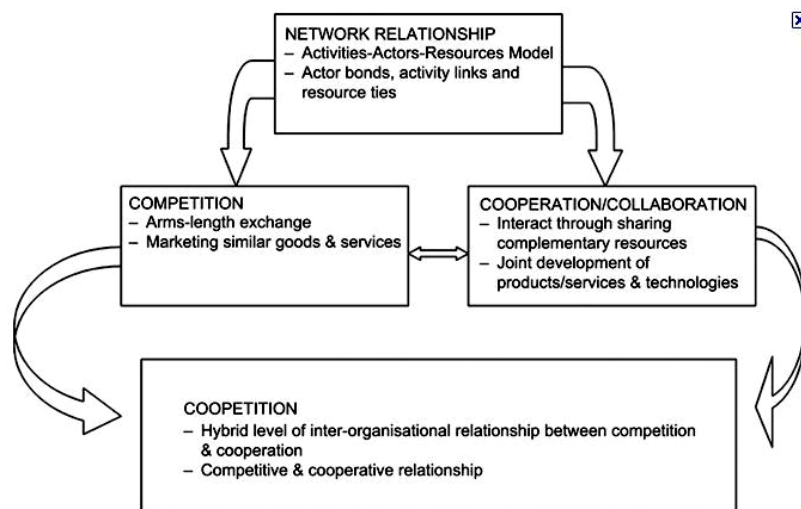 NETWORK RELATIONSHIP
– Activities-Actors-Resources Model
– Actor bonds, activity links and
resource ties
COMPETITION
– Arms-length exchange
– Marketing similar goods & services
COOPERATION/COLLABORATION
– Interact through sharing
complementary resources
– Joint development of
products/services & technologies
COOPETITION
– Hybrid level of inter-organisational relationship between competition
& cooperation
– Competitive & cooperative relationship